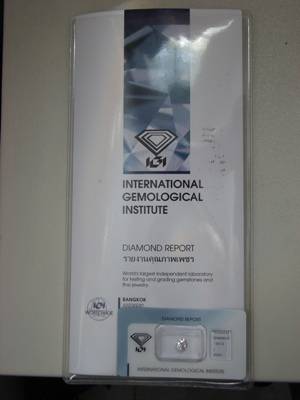 IGI
INTERNATIONAL
GEMOLOGICAL
INSTITUTE
DIAMOND REPORT
รายงานคุณภาพเพชร
World's largest independent laboratory
for testing and grading gemstones and
fine jewelry
BANGKOK
ANTWERP
DIAMOND REPORT
IGI
INTERNATIONAL GEMOLOGICAL INSTITUTE